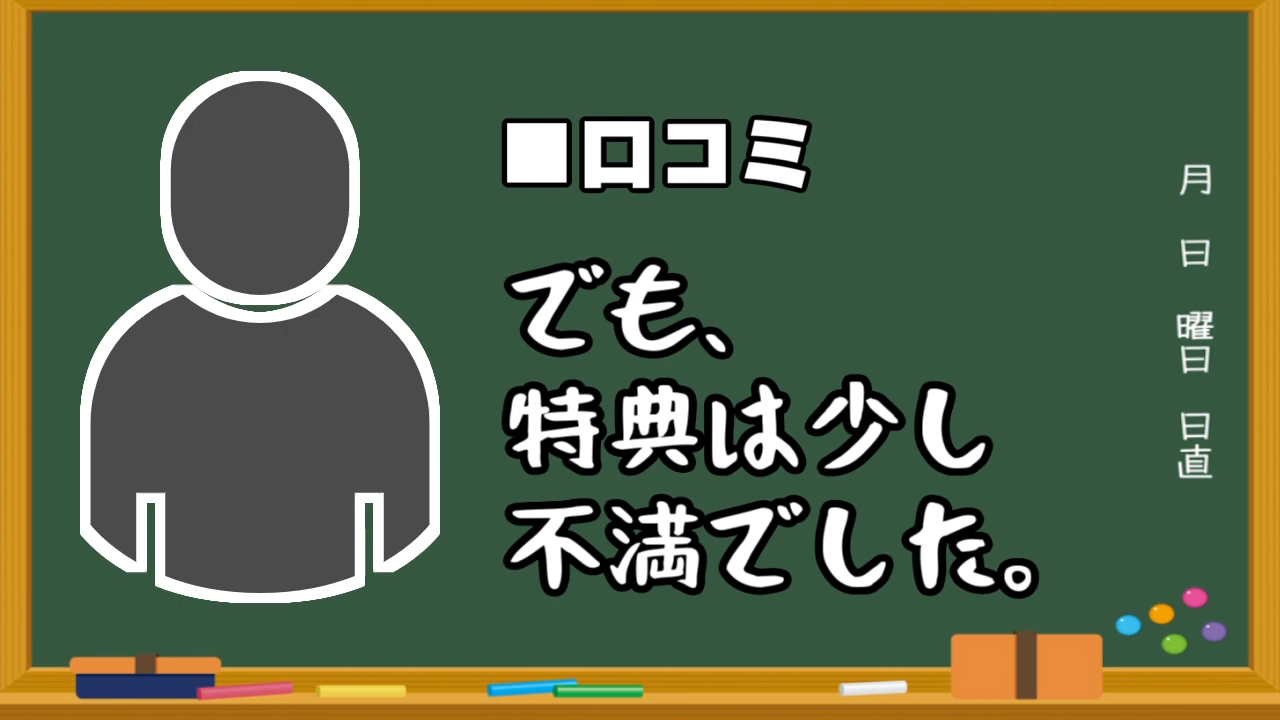 ■口コミ
でも、
特典は少し
不満でした。
月
日
曜日
日直